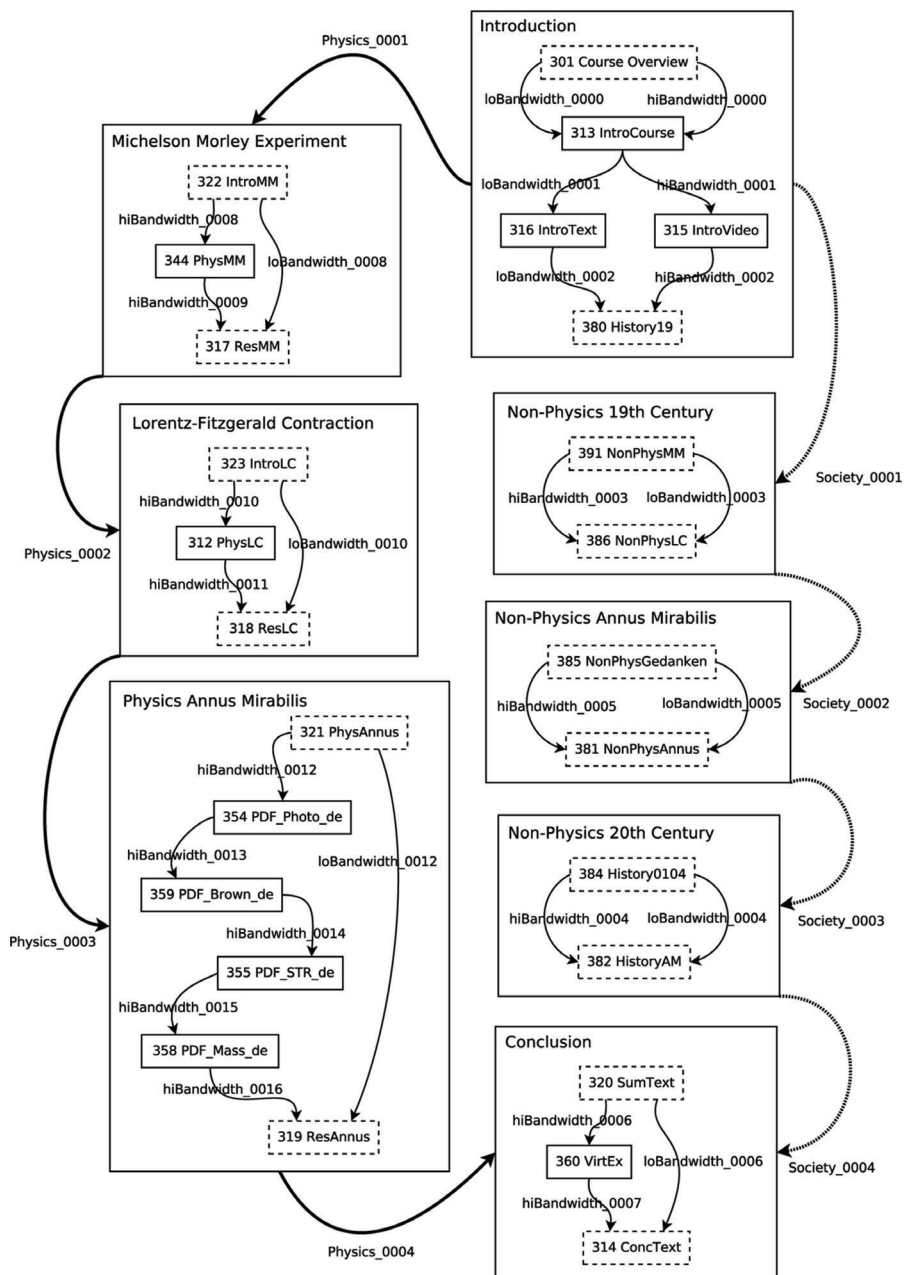 Physics_0001
Introduction
301 Course Overview
loBandwidth_0000
hiBandwidth_0000
313 IntroCourse
loBandwidth_0001
hiBandwidth_0001
316 IntroText
315 IntroVideo
loBandwidth_0002
hiBandwidth_0002
380 History19
Michelson Morley Experiment
322 IntroMM
hiBandwidth_0008
344 PhysMM
loBandwidth_0008
hiBandwidth_0009
317 ResMM
Physics_0002
Lorentz-Fitzgerald Contraction
323 IntroLC
hiBandwidth_0010
312 PhysLC
loBandwidth_0010
hiBandwidth_0011
318 ResLC
Non-Physics 19th Century
391 NonPhysMM
hiBandwidth_0003
loBandwidth_0003
386 NonPhysLC
Society_0001
Non-Physics Annus Mirabilis
385 NonPhysGedanken
hiBandwidth_0005
loBandwidth_0005
381 NonPhysAnnus
Society_0002
Physics_0003
Physics Annus Mirabilis
321 PhysAnnus
hiBandwidth_0012
354 PDF_Photo_de
hiBandwidth_0013
loBandwidth_0012
359 PDF_Brown_de
hiBandwidth_0014
355 PDF_STR_de
hiBandwidth_0015
358 PDF_Mass_de
hiBandwidth_0016
319 ResAnnus
Non-Physics 20th Century
384 History0104
hiBandwidth_0004
loBandwidth_0004
382 HistoryAM
Society_0003
Conclusion
320 SumText
hiBandwidth_0006
360 VirtEx
loBandwidth_0006
hiBandwidth_0007
314 ConcText
Society_0004
Physics_0004